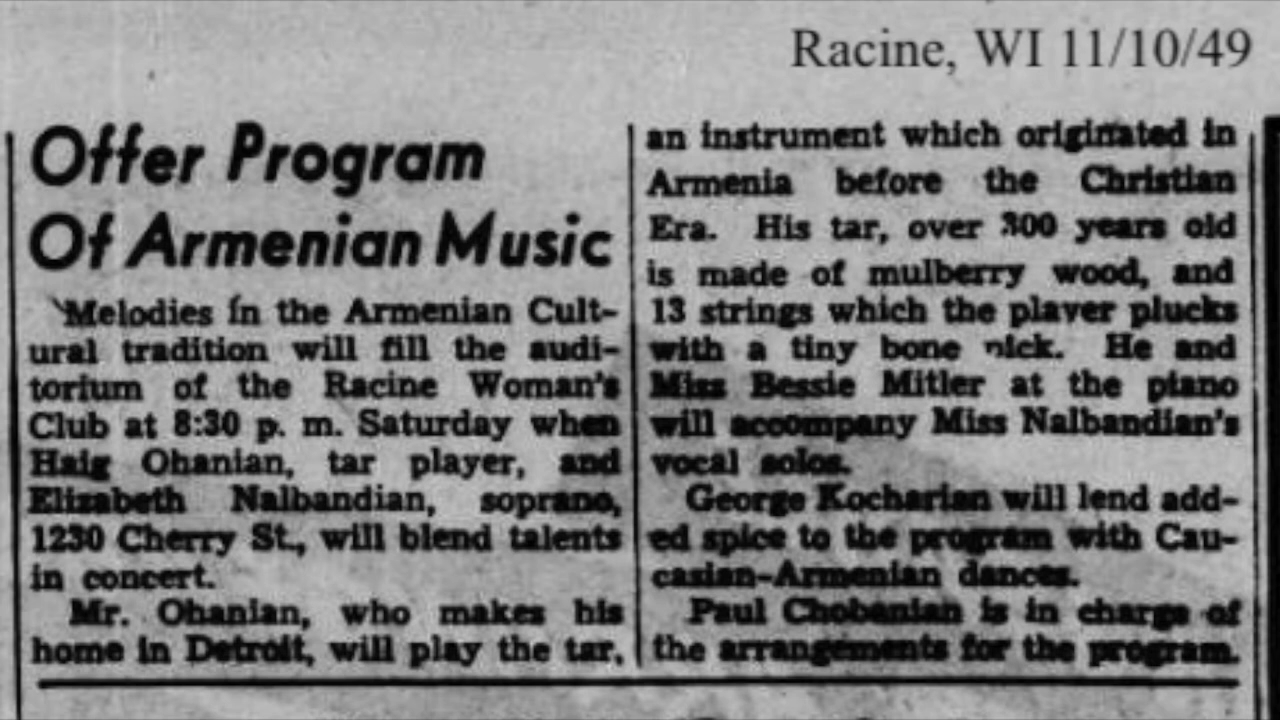 Racine, WI 11/10/49
Offer Program
Of Armenian Music
Melodies in the Armenian Cult-
ural tradition will fill the audi-
torium of the Racine Woman's
Club at 8:30 p. m. Saturday when
Haig Ohanian, tar player, and
Elizabeth Nalbandian, soprano,
1230 Cherry St., will blend talents
in concert.
Mr. Ohanian, who makes his
home in Detroit, will play the tar,
an instrument which originated in
Armenia before the Christian
Era. His tar, over 300 years old
is made of mulberry wood, and
13 strings which the player plucks
with a tiny bone pick. He and
Miss Bessie Mitler at the piano
will accompany Miss Nalbandian's
vocal solos.
George Kocharian will lend add-
ed spice to the program with Cau-
casian-Armenian dances.
Paul Chobanian is in charge of
the arrangements for the program.